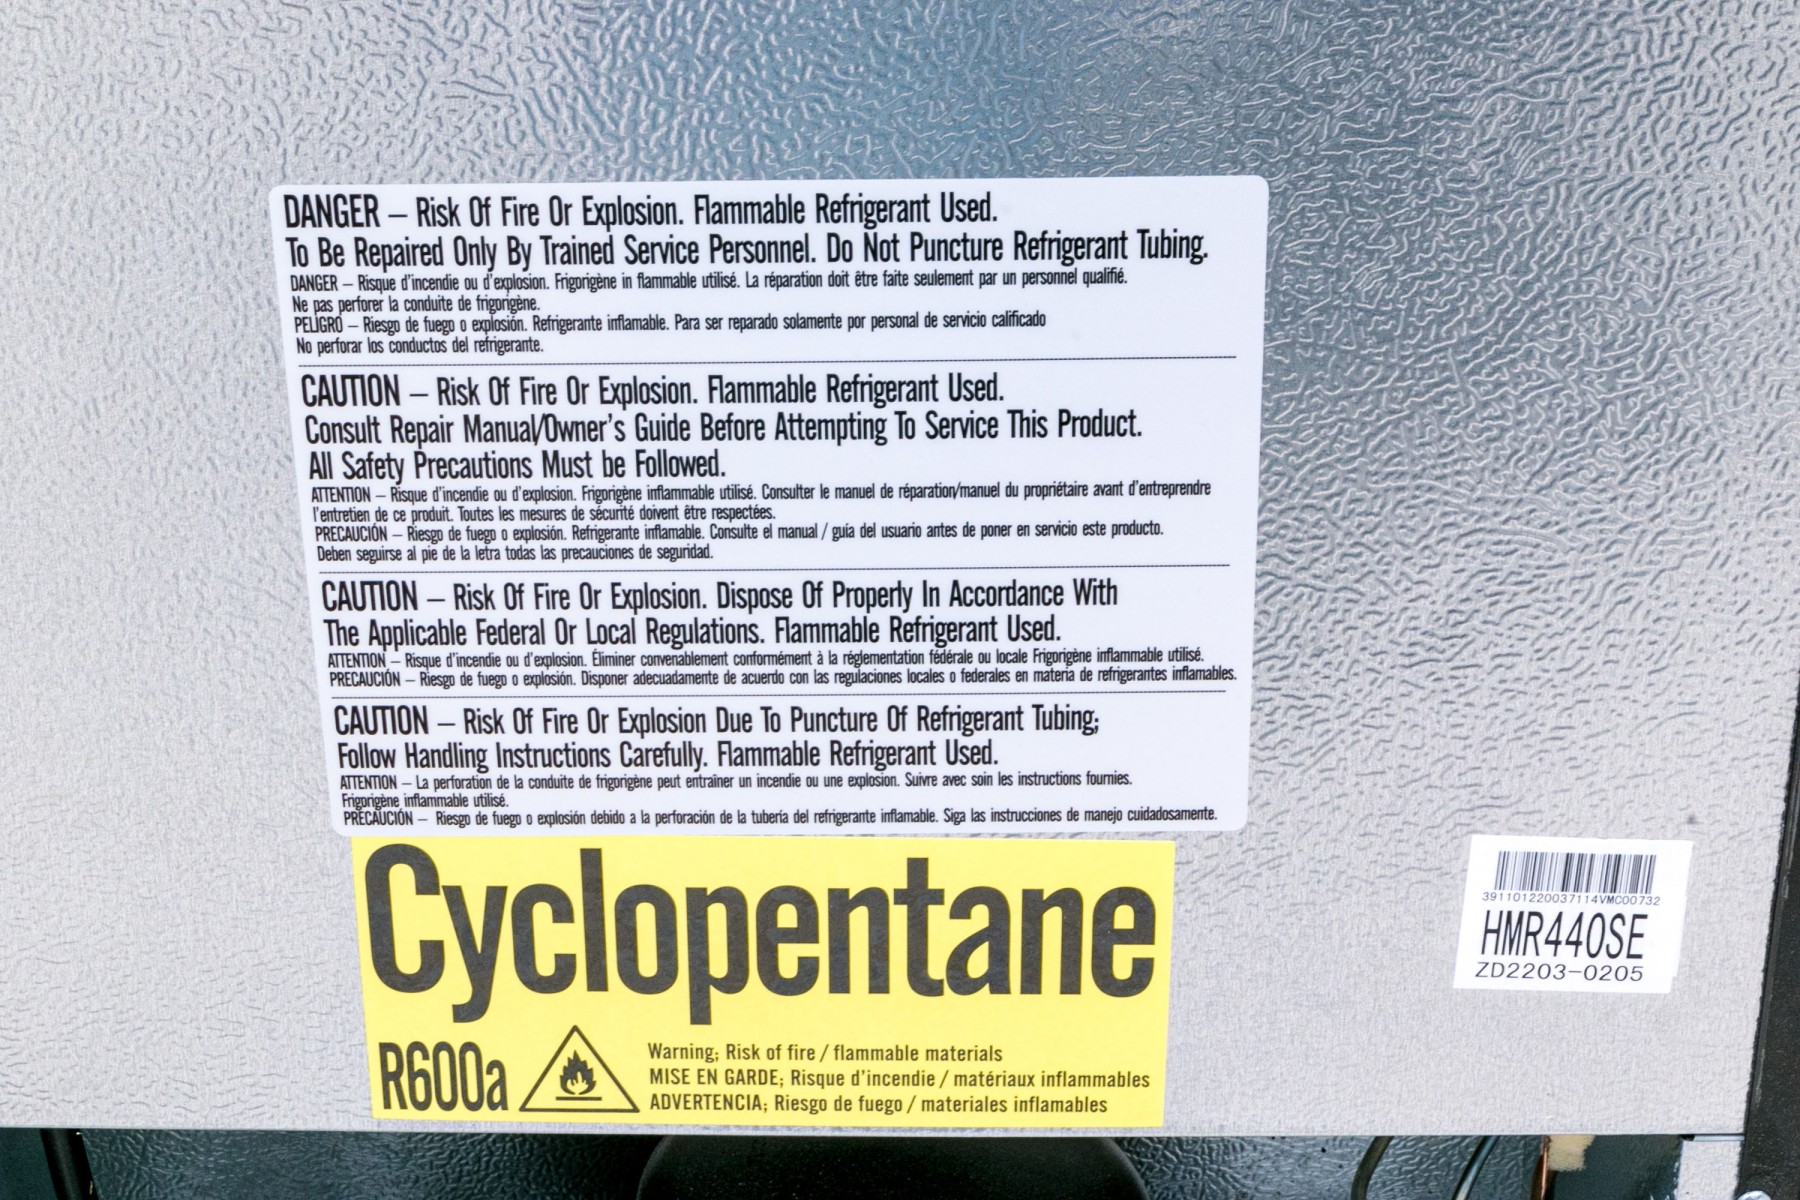 DANGER – Risk Of Fire Or Explosion. Flammable Refrigerant Used.
To Be Repaired Only By Trained Service Personnel. Do Not Puncture Refrigerant Tubing.
DANGER – Risque d'incendie ou d'explosion. Frigorigène in flammable utilisé. La réparation doit être faite seulement par un personnel qualifié.
Ne pas perforer la conduite de frigorigène.
PELIGRO – Riesgo de fuego o explosión. Refrigerante inflamable. Para ser reparado solamente por personal de servicio calificado
No perforar los conductos del refrigerante.
CAUTION – Risk Of Fire Or Explosion. Flammable Refrigerant Used.
Consult Repair Manual/Owner's Guide Before Attempting To Service This Product.
All Safety Precautions Must be Followed.
ATTENTION – Risque d'incendie ou d'explosion. Frigorigène inflammable utilisé. Consulter le manuel de réparation/manuel du propriétaire avant d'entreprendre
l'entretien de ce produit. Toutes les mesures de sécurité doivent être respectées.
PRECAUCIÓN – Riesgo de fuego o explosión. Refrigerante inflamable. Consulte el manual / guía del usuario antes de poner en servicio este producto.
Deben seguirse al pie de la letra todas las precauciones de seguridad.
CAUTION – Risk Of Fire Or Explosion. Dispose Of Properly In Accordance With
The Applicable Federal Or Local Regulations. Flammable Refrigerant Used.
ATTENTION – Risque d'incendie ou d'explosion. Éliminer convenablement conformément à la réglementation fédérale ou locale Frigorigène inflammable utilisé.
PRECAUCIÓN – Riesgo de fuego o explosión. Disponer adecuadamente de acuerdo con las regulaciones locales o federales en materia de refrigerantes inflamables.
CAUTION – Risk Of Fire Or Explosion Due To Puncture Of Refrigerant Tubing;
Follow Handling Instructions Carefully. Flammable Refrigerant Used.
ATTENTION – La perforation de la conduite de frigorigène peut entraîner un incendie ou une explosion. Suivre avec soin les instructions fournies.
Frigorigène inflammable utilisé.
PRECAUCIÓN – Riesgo de fuego o explosión debido a la perforación de la tubería del refrigerante inflamable. Siga las instrucciones de manejo cuidadosamente.
Cyclopentane
R600a
Warning; Risk of fire / flammable materials
MISE EN GARDE; Risque d'incendie / matériaux inflammables
ADVERTENCIA; Riesgo de fuego / materiales inflamables
391101220037114VMC00732
HMR440SE
ZD2203-0205